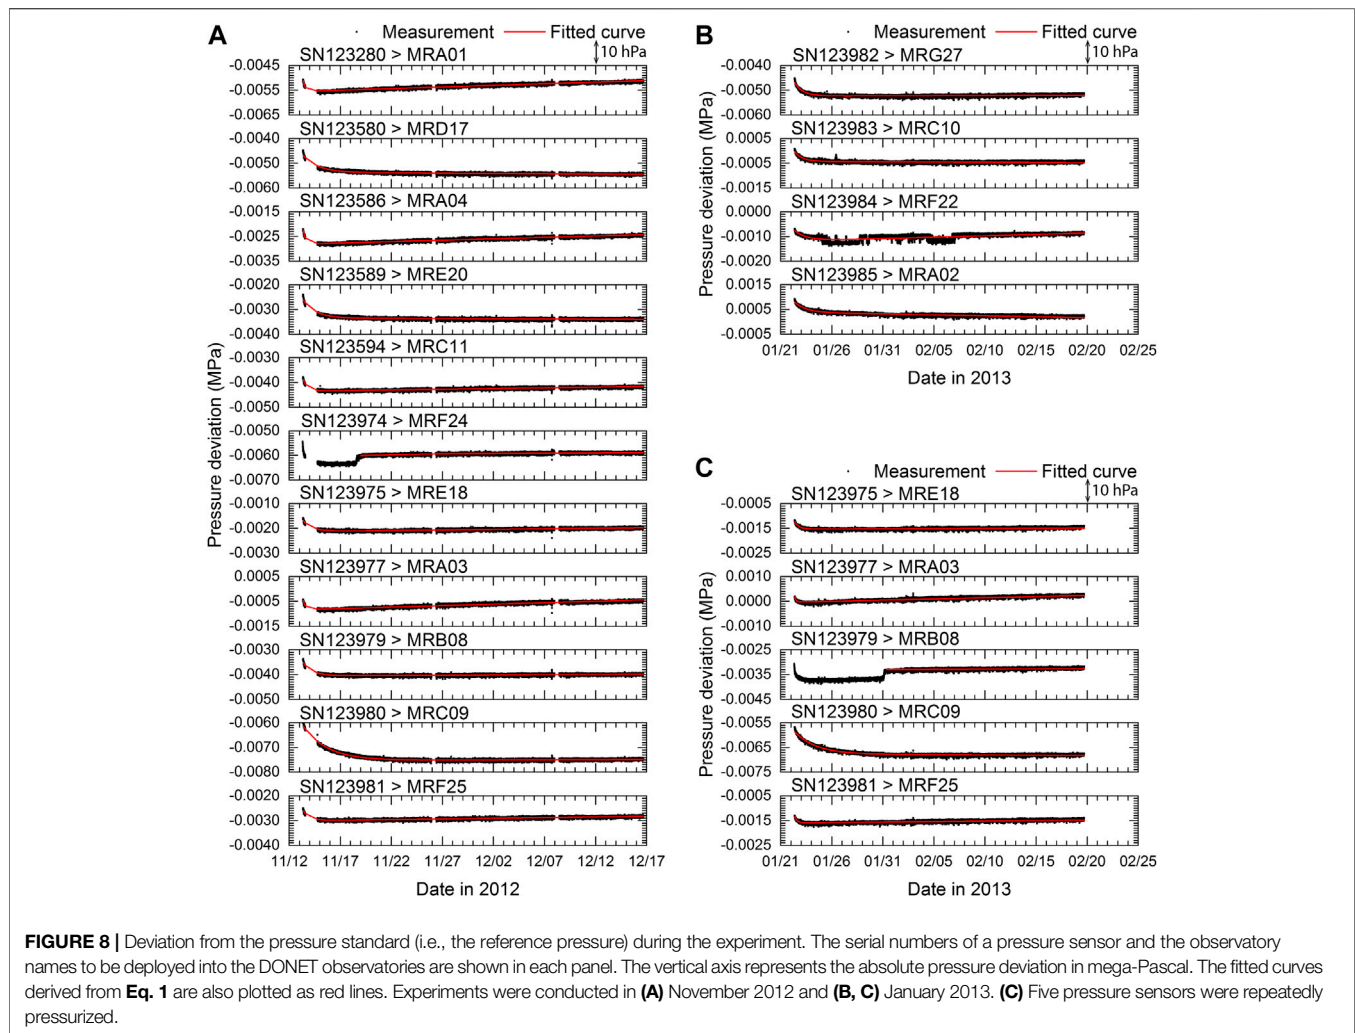 A
Measurement
Fitted curve
SN123280 > MRA01
10 hPa
-0.0045
-0.0055
-0.0065
SN123580 > MRD17
-0.0040
-0.0050
-0.0060
SN123586 > MRA04
-0.0015
-0.0025
-0.0035
SN123589 > MRE20
-0.0020
-0.0030
-0.0040
SN123594 > MRC11
-0.0030
-0.0040
-0.0050
SN123974 > MRF24
-0.0050
-0.0060
-0.0070
SN123975 > MRE18
-0.0010
-0.0020
-0.0030
SN123977 > MRA03
0.0005
-0.0005
-0.0015
SN123979 > MRB08
-0.0030
-0.0040
-0.0050
SN123980 > MRC09
-0.0060
-0.0070
-0.0080
SN123981 > MRF25
-0.0020
-0.0030
-0.0040
11/12 11/17 11/22 11/27 12/02 12/07 12/12 12/17
Date in 2012
Pressure deviation (MPa)
B
Measurement
Fitted curve
SN123982 > MRG27
10 hPa
-0.0040
-0.0050
-0.0060
SN123983 > MRC10
0.0005
-0.0005
-0.0015
SN123984 > MRF22
0.0000
-0.0010
-0.0020
SN123985 > MRA02
0.0015
0.0005
-0.0005
01/21 01/26 01/31 02/05 02/10 02/15 02/20 02/25
Date in 2013
Pressure deviation (MPa)
C
Measurement
Fitted curve
SN123975 > MRE18
10 hPa
-0.0005
-0.0015
-0.0025
SN123977 > MRA03
0.0010
0.0000
-0.0010
SN123979 > MRB08
-0.0025
-0.0035
-0.0045
SN123980 > MRC09
-0.0055
-0.0065
-0.0075
SN123981 > MRF25
-0.0005
-0.0015
-0.0025
01/21 01/26 01/31 02/05 02/10 02/15 02/20 02/25
Date in 2013
Pressure deviation (MPa)
FIGURE 8 | Deviation from the pressure standard (i.e., the reference pressure) during the experiment. The serial numbers of a pressure sensor and the observatory
names to be deployed into the DONET observatories are shown in each panel. The vertical axis represents the absolute pressure deviation in mega-Pascal. The fitted curves
derived from Eq. 1 are also plotted as red lines. Experiments were conducted in (A) November 2012 and (B, C) January 2013. (C) Five pressure sensors were repeatedly
pressurized.